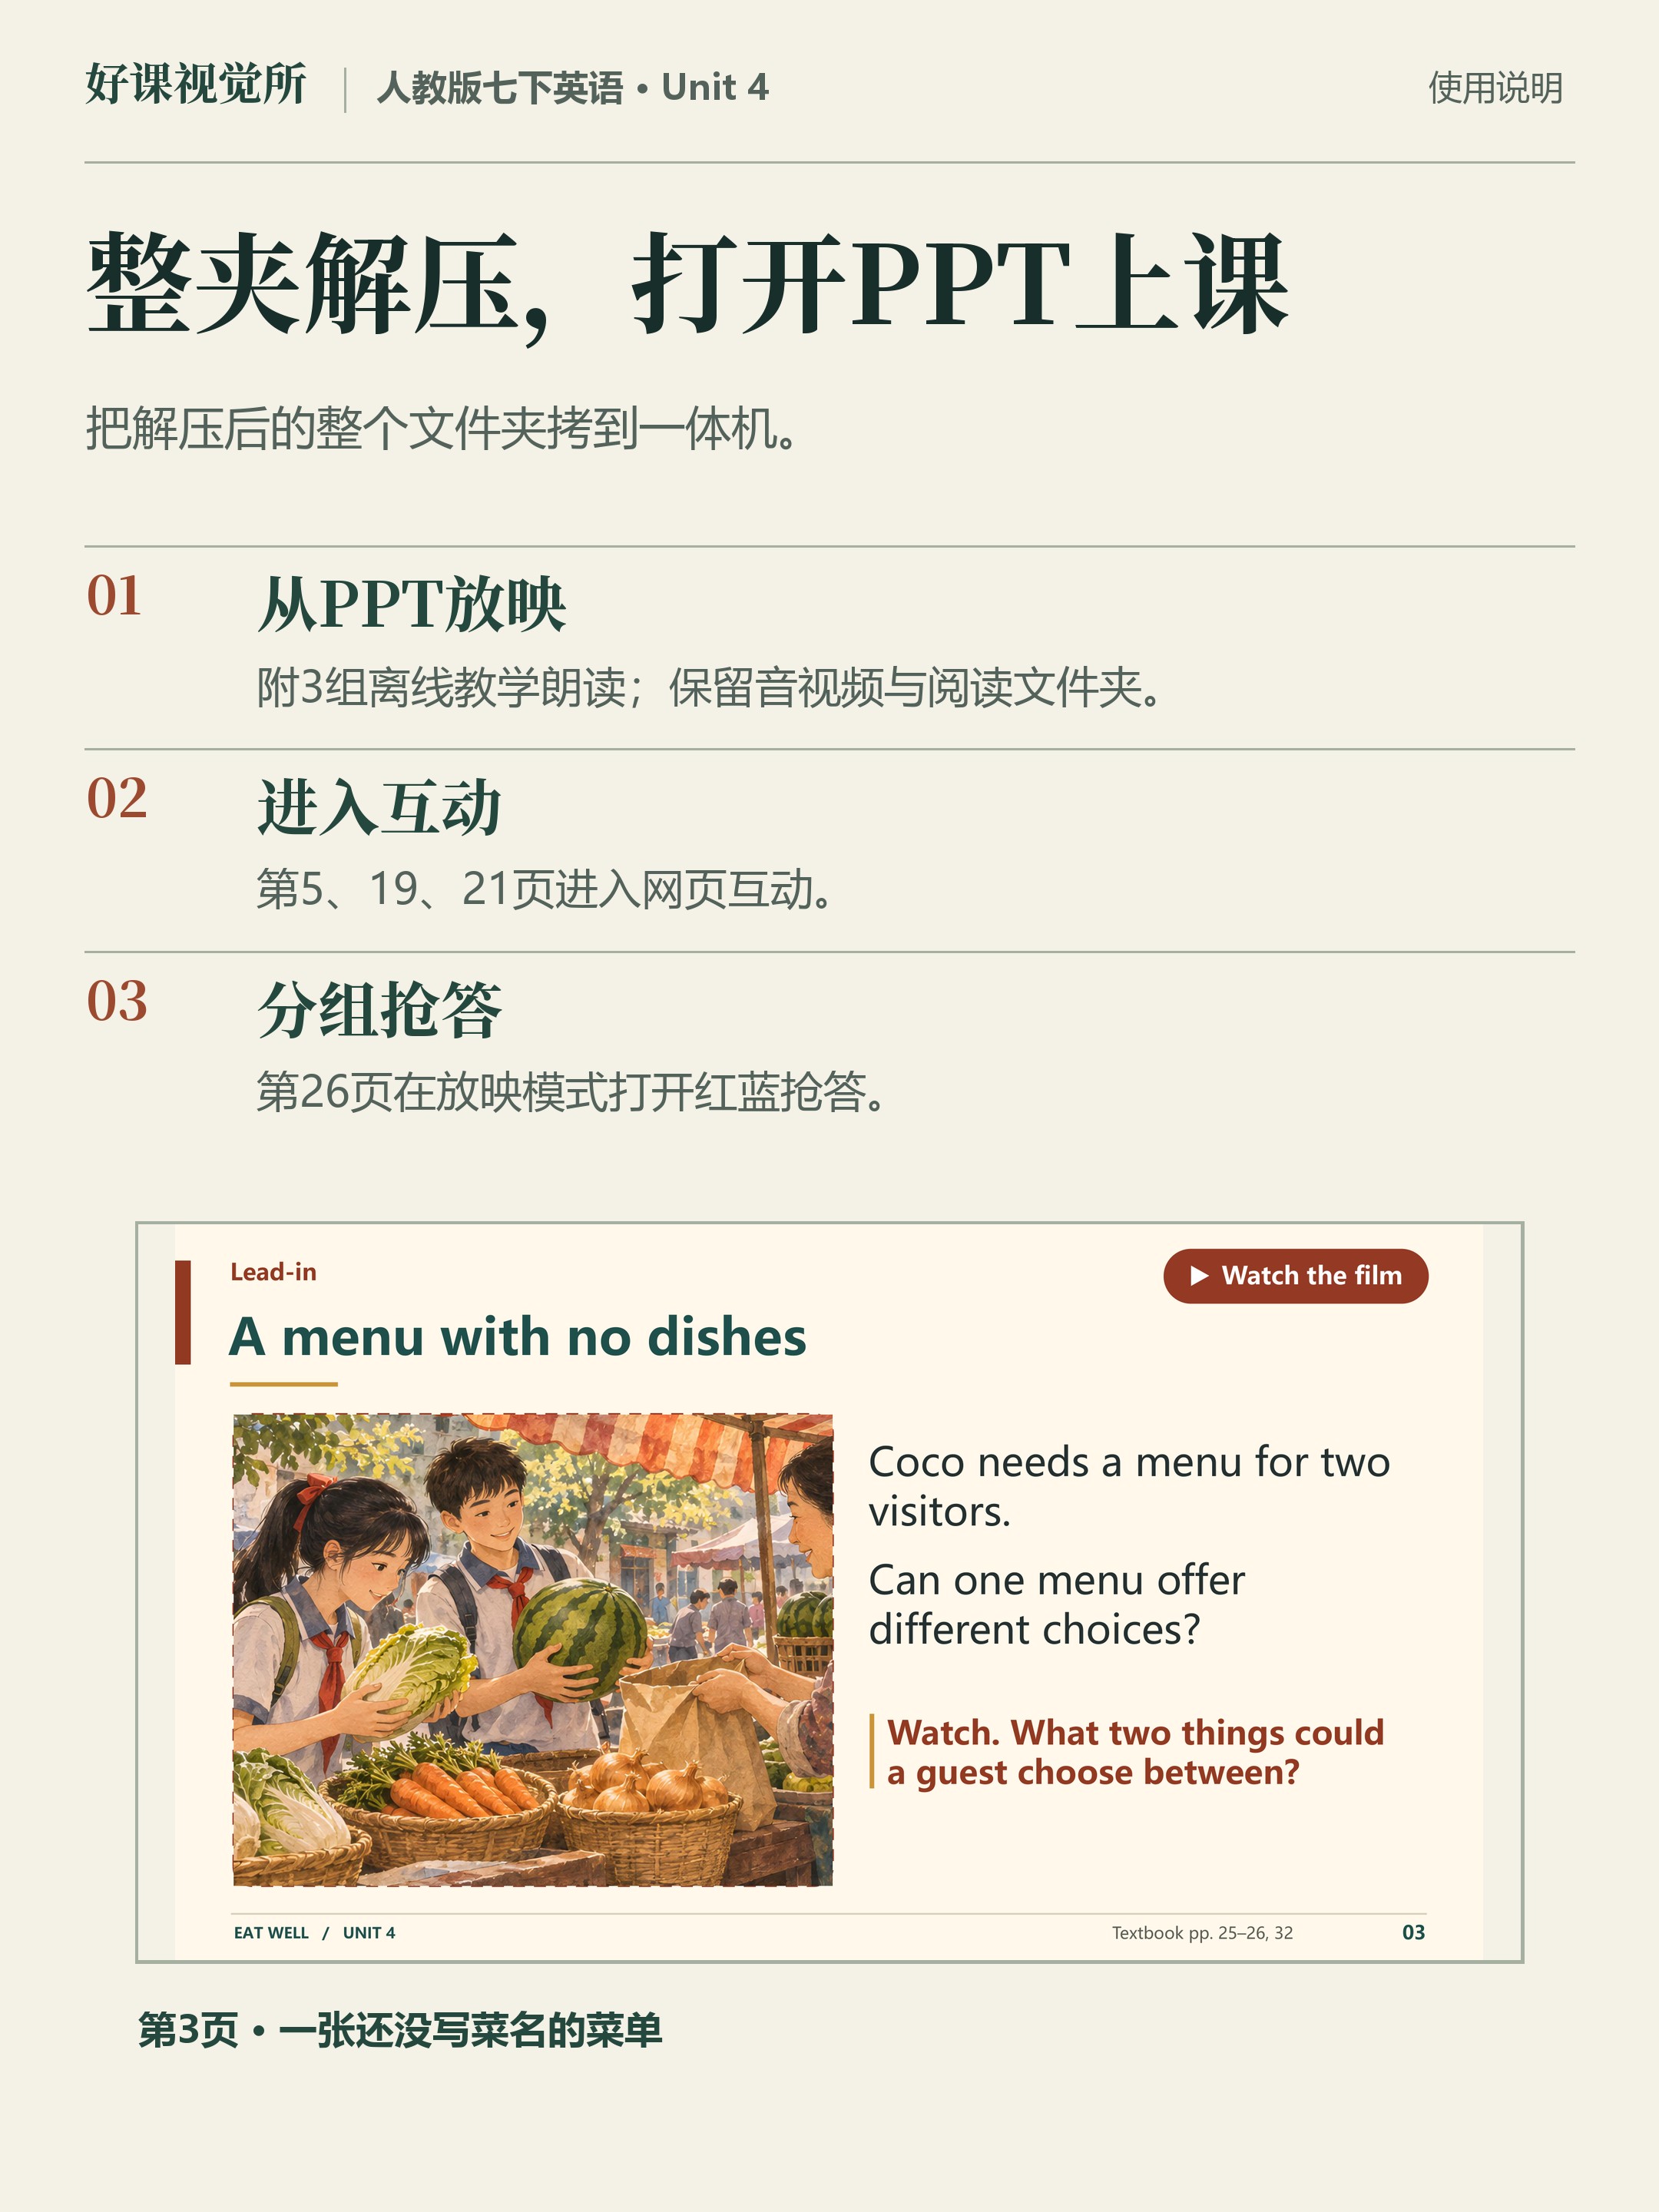 好课视觉所
人教版七下英语 • Unit 4
使用说明
整夹解压，打开PPT上课
把解压后的整个文件夹拷到一体机。
01
从PPT放映
附3组离线教学朗读；保留音视频与阅读文件夹。
02
进入互动
第5、19、21页进入网页互动。
03
分组抢答
第26页在放映模式打开红蓝抢答。
Lead-in
▶ Watch the film
A menu with no dishes
Coco needs a menu for two
visitors.
Can one menu offer
different choices?
Watch. What two things could
a guest choose between?
EAT WELL / UNIT 4
Textbook pp. 25–26, 32
03
第3页 • 一张还没写菜名的菜单